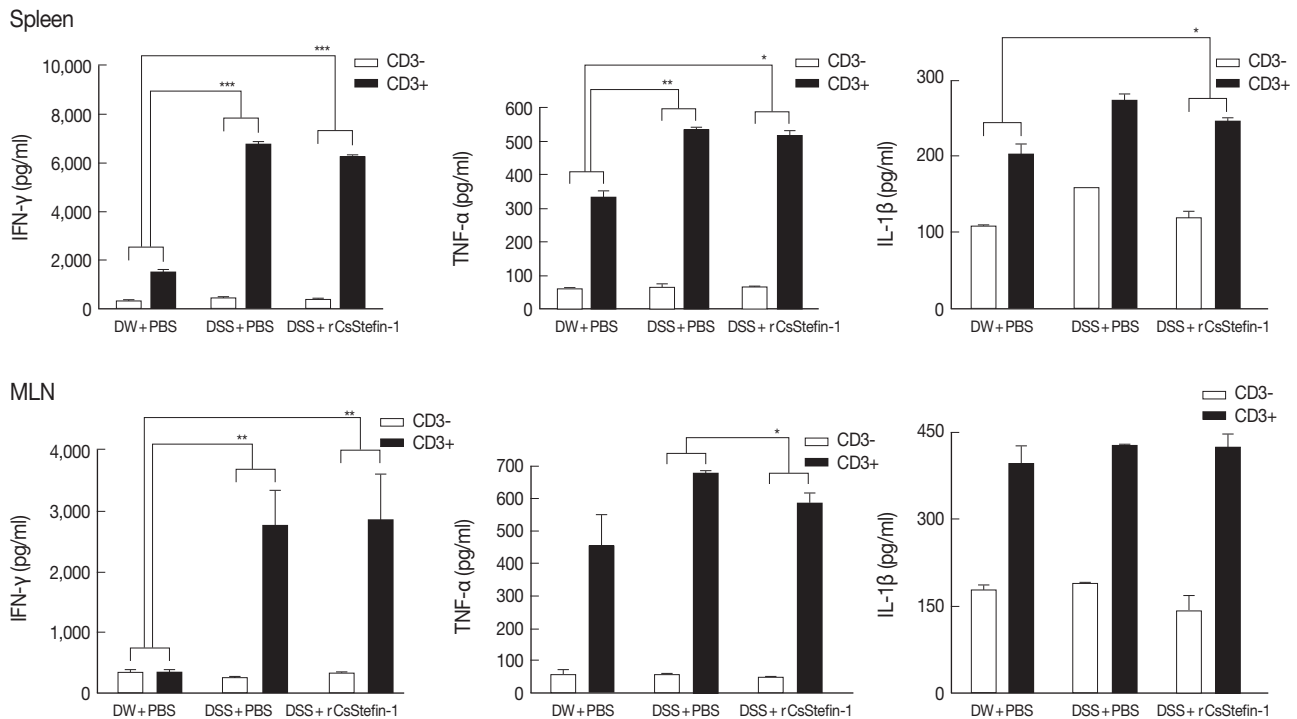 Spleen
IFN-γ (pg/ml)
10,000
8,000
6,000
4,000
2,000
0
***
***
CD3-
CD3+
DW+PBS
DSS+PBS
DSS+rCsStefin-1
TNF-α (pg/ml)
600
500
400
300
200
100
0
**
*
CD3-
CD3+
DW+PBS
DSS+PBS
DSS+rCsStefin-1
IL-1β (pg/ml)
300
200
100
0
*
CD3-
CD3+
DW+PBS
DSS+PBS
DSS+rCsStefin-1
MLN
IFN-γ (pg/ml)
4,000
3,000
2,000
1,000
0
**
**
CD3-
CD3+
DW+PBS
DSS+PBS
DSS+rCsStefin-1
TNF-α (pg/ml)
700
600
500
400
300
200
100
0
*
CD3-
CD3+
DW+PBS
DSS+PBS
DSS+rCsStefin-1
IL-1β (pg/ml)
450
300
150
0
CD3-
CD3+
DW+PBS
DSS+PBS
DSS+rCsStefin-1